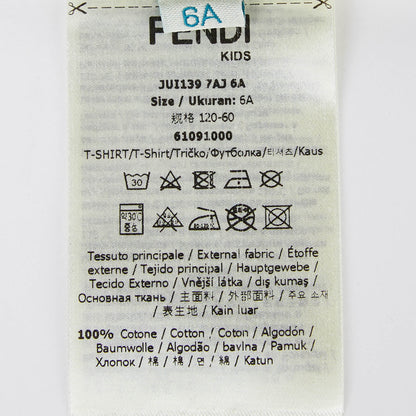 6A
FENDI
KIDS
JUI139 7AJ 6A
Size / Ukuran: 6A
规格 120-60
61091000
T-SHIRT/T-Shirt/Tričko/Футболка/티셔츠/Kaus
30
Tessuto principale / External fabric / Étoffe
externe / Tejido principal / Hauptgewebe /
Tecido Externo / Vnější látka / dış kumaş /
Основная ткань / 主面料 / 外部面料 / 주요 소재
/ 表生地 / Kain luar
100% Cotone / Cotton / Coton / Algodón /
Baumwolle / Algodão / bavlna / Pamuk /
Хлопок / 棉 / 棉 / 면 / 綿 / Katun